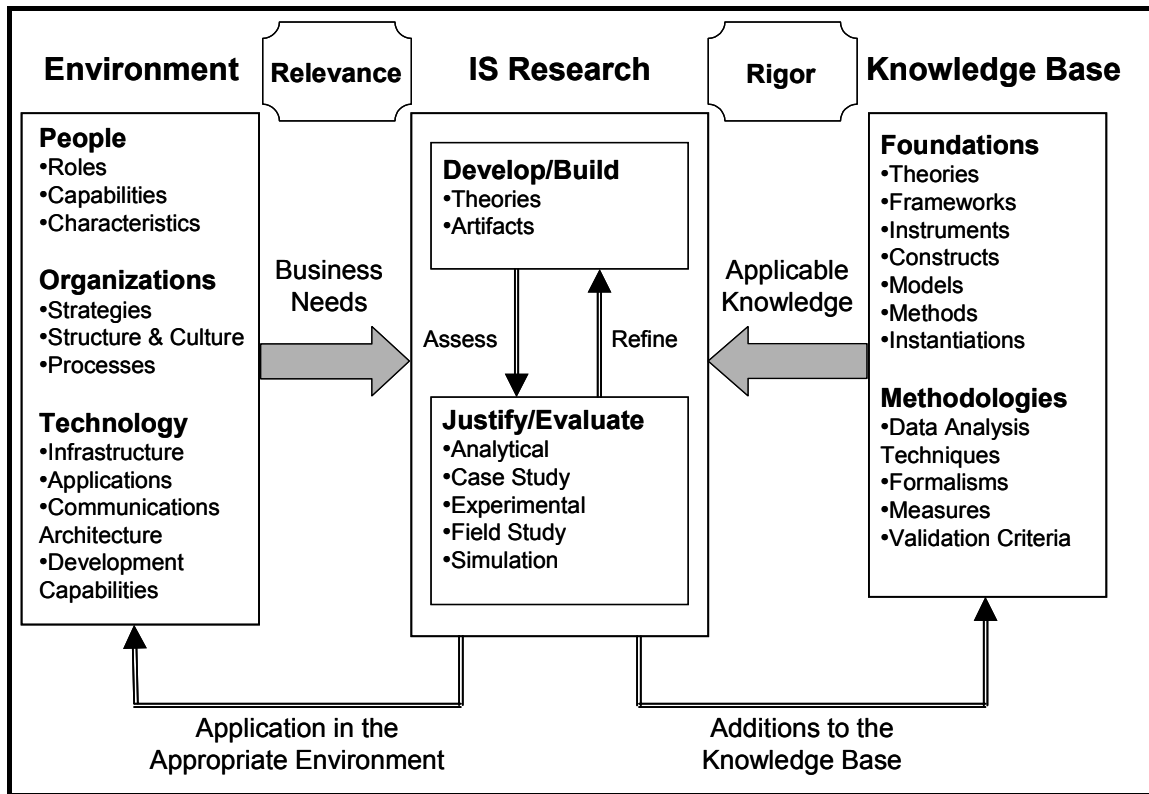 Environment
Relevance
IS Research
Rigor
Knowledge Base
People
•Roles
•Capabilities
•Characteristics
Organizations
•Strategies
•Structure & Culture
•Processes
Technology
•Infrastructure
•Applications
•Communications
Architecture
•Development
Capabilities
Business
Needs
Develop/Build
•Theories
•Artifacts
Assess
Refine
Justify/Evaluate
•Analytical
•Case Study
•Experimental
•Field Study
•Simulation
Applicable
Knowledge
Foundations
•Theories
•Frameworks
•Instruments
•Constructs
•Models
•Methods
•Instantiations
Methodologies
•Data Analysis
Techniques
•Formalisms
•Measures
•Validation Criteria
Application in the
Appropriate Environment
Additions to the
Knowledge Base